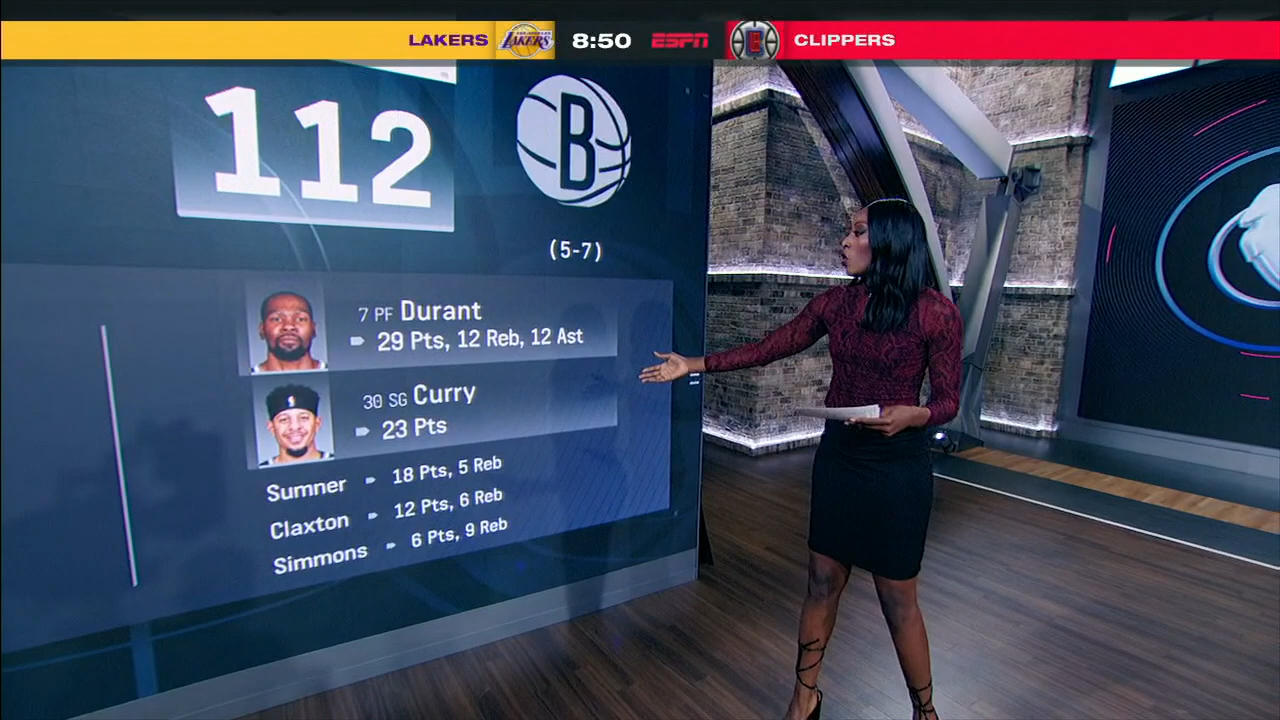 LAKERS
LAKERS
8:50
ESPN
CLIPPERS
112
B
(5-7)
7 PF Durant
29 Pts, 12 Reb, 12 Ast
30 SG Curry
23 Pts
Sumner 18 Pts, 5 Reb
Claxton 12 Pts, 6 Reb
Simmons 6 Pts, 9 Reb